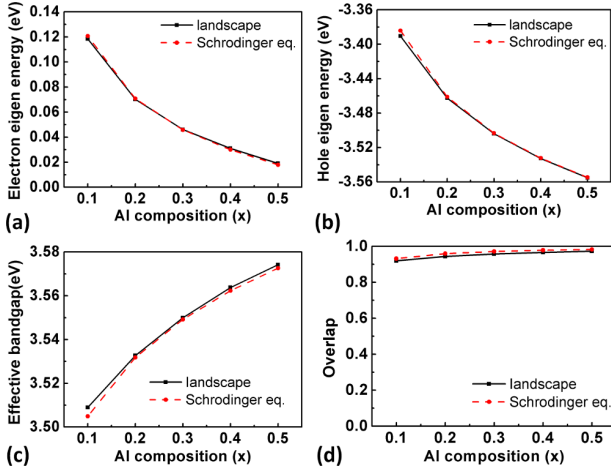 Electron eigen energy (eV)
0.14
0.12
0.10
0.08
0.06
0.04
0.02
0.00
landscape
Schrodinger eq.
0.1 0.2 0.3 0.4 0.5
Al composition (x)
(a)
Hole eigen energy (eV)
-3.36
-3.40
-3.44
-3.48
-3.52
-3.56
landscape
Schrodinger eq.
0.1 0.2 0.3 0.4 0.5
Al composition (x)
(b)
Effective bandgap(eV)
3.58
3.56
3.54
3.52
3.50
landscape
Schrodinger eq.
0.1 0.2 0.3 0.4 0.5
Al composition (x)
(c)
Overlap
1.0
0.8
0.6
0.4
0.2
0.0
landscape
Schrodinger eq.
0.1 0.2 0.3 0.4 0.5
Al composition (x)
(d)